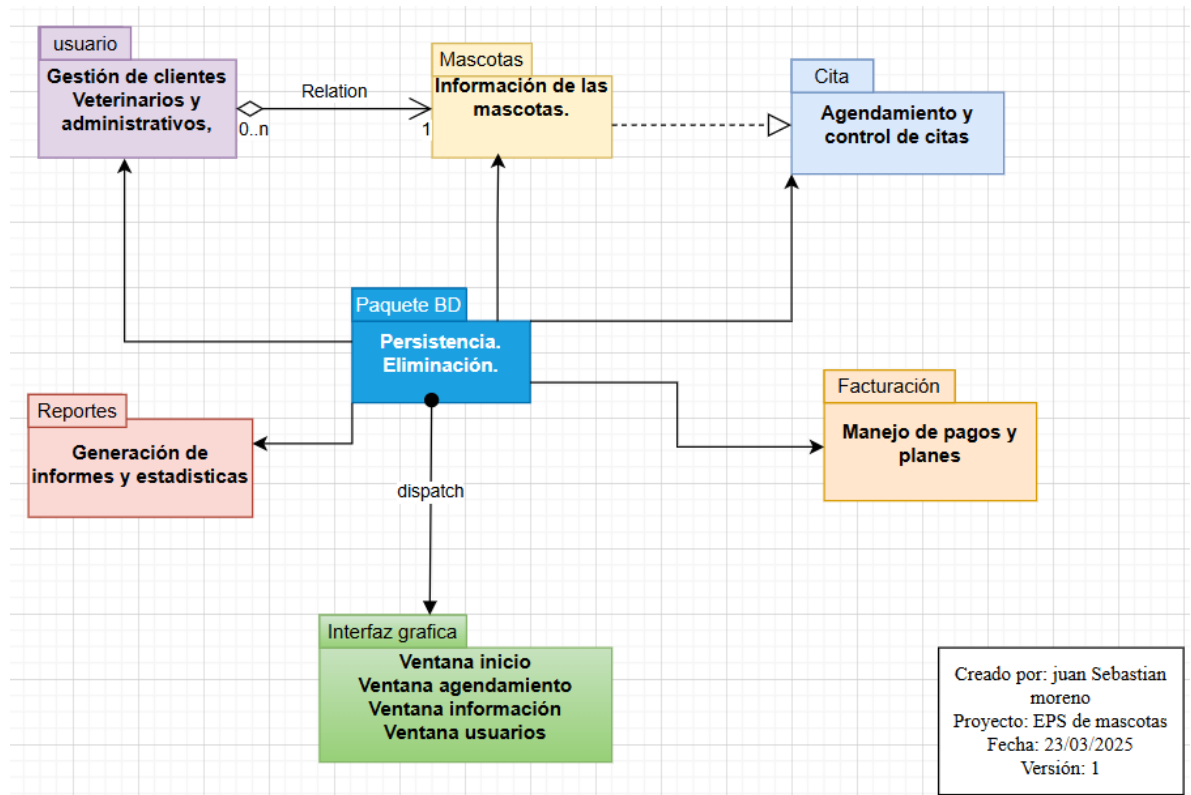 usuario
Gestión de clientes
Veterinarios y
administrativos,
Relation
0..n
1
Mascotas
Información de las
mascotas.
Cita
Agendamiento y
control de citas
Paquete BD
Persistencia.
Eliminación.
Reportes
Generación de
informes y estadisticas
Facturación
Manejo de pagos y
planes
dispatch
Interfaz grafica
Ventana inicio
Ventana agendamiento
Ventana información
Ventana usuarios
Creado por: juan Sebastian
moreno
Proyecto: EPS de mascotas
Fecha: 23/03/2025
Versión: 1